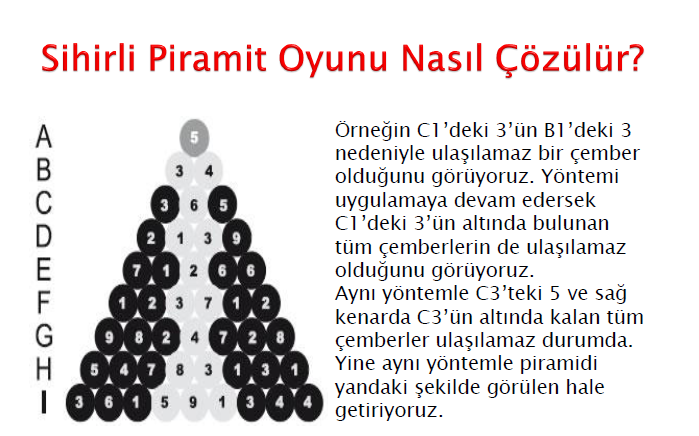 Sihirli Piramit Oyunu Nasıl Çözülür?
A 5
B 3 4
C 3 6 5
D 2 1 3 9
E 7 1 2 6 6
F 1 2 3 7 1 2
G 9 8 2 4 7 2 8
H 5 4 7 8 3 1 3 1
I 3 6 1 5 9 1 3 4 4
Örneğin C1’deki 3’ün B1’deki 3
nedeniyle ulaşılamaz bir çember
olduğunu görüyoruz. Yöntemi
uygulamaya devam edersek
C1’deki 3’ün altında bulunan
tüm çemberlerin de ulaşılamaz
olduğunu görüyoruz.
Aynı yöntemle C3’teki 5 ve sağ
kenarda C3’ün altında kalan tüm
çemberler ulaşılamaz durumda.
Yine aynı yöntemle piramidi
yandaki şekilde görülen hale
getiriyoruz.